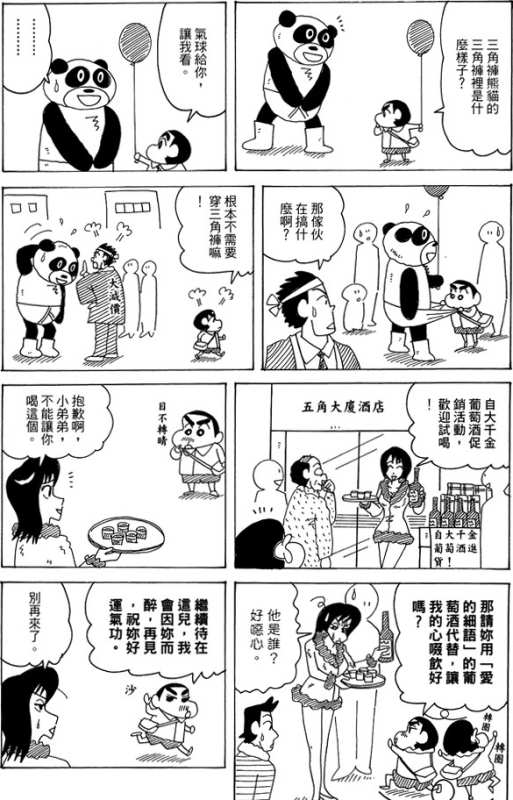 三角褲熊貓的
三角褲裡是什
麼樣子?
氣球給你,
讓我看。
………
那傢伙
在搞什
麼啊?
根本不需要
穿三角褲嘛
!
大減價
自大千金
葡萄酒促
銷活動,
歡迎試喝
!
五角大廈酒店
自大千金
葡萄酒進
貨!
目不轉睛
抱歉啊,
小弟弟,
不能讓你
喝這個。
那請妳用「愛
的細語」的葡
萄酒代替,讓
我的心啜飲好
嗎?
轉圈
轉圈
他是誰?
好噁心。
繼續待在
這兒,我
會因妳而
醉,再見
,祝妳好
運氣功。
沙
別再來了。